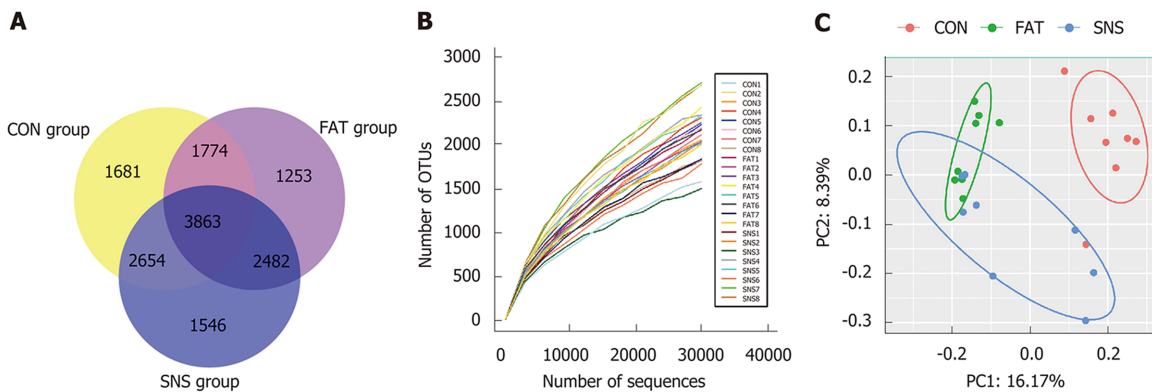 A
CON group
FAT group
1681
1774
1253
3863
2654
2482
1546
SNS group
B
Number of OTUs
3000
2500
2000
1500
1000
500
0
0 10000 20000 30000 40000
Number of sequences
CON1
CON2
CON3
CON4
CON5
CON6
CON7
CON8
FAT1
FAT2
FAT3
FAT4
FAT5
FAT6
FAT7
FAT8
SNS1
SNS2
SNS3
SNS4
SNS5
SNS6
SNS7
SNS8
C
CON FAT SNS
PC2: 8.39%
0.2
0.1
0.0
-0.1
-0.2
-0.3
-0.2 0.0 0.2
PC1: 16.17%